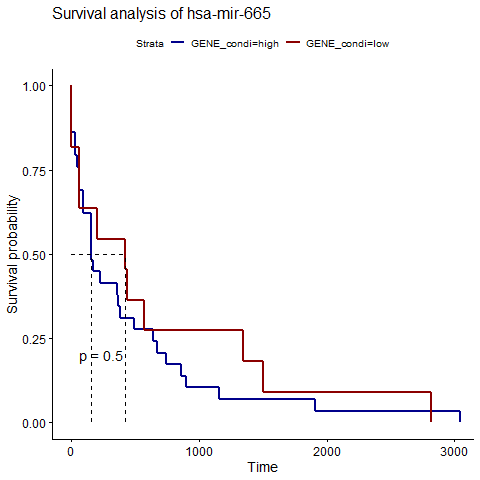 Survival analysis of hsa-mir-665
Strata GENE_condi=high GENE_condi=low
1.00
0.75
0.50
0.25
0.00
Survival probability
p = 0.5
0 1000 2000 3000
Time